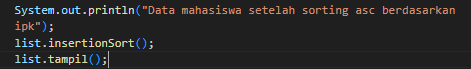 System.out.println("Data mahasiswa setelah sorting asc berdasarkan
ipk");
list.insertionSort();
list.tampil();